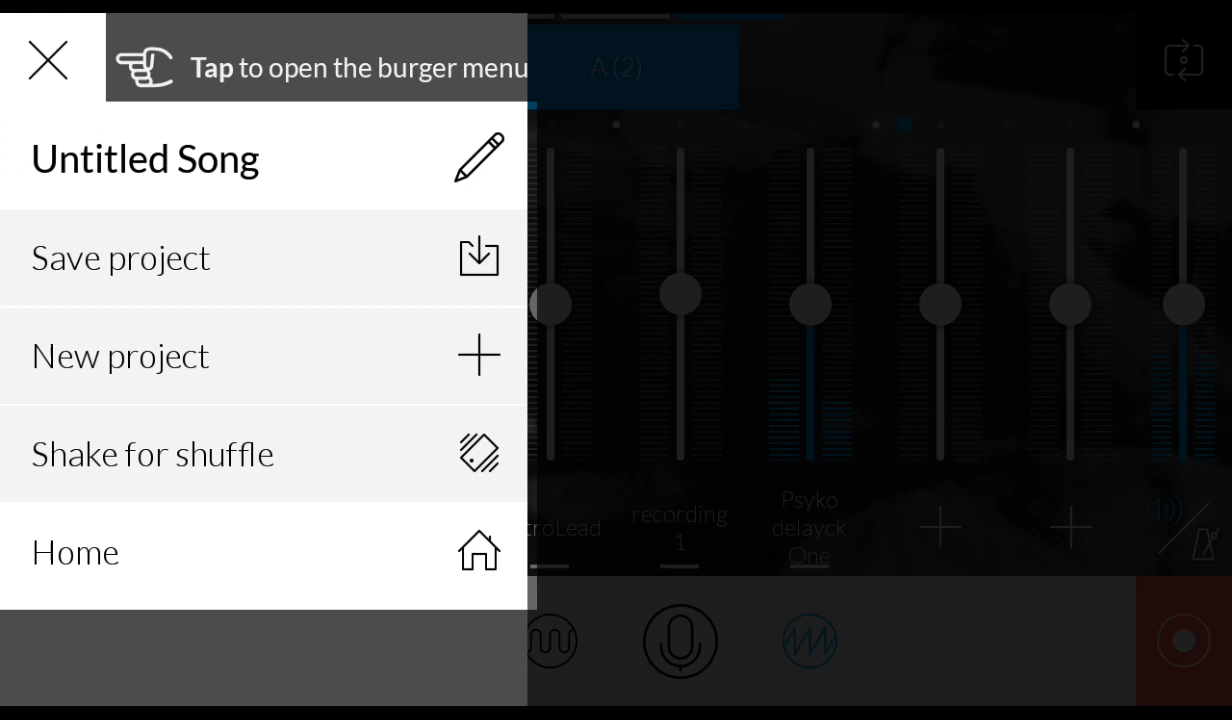 Tap to open the burger menu
A (2)
Untitled Song
Save project
New project
Shake for shuffle
Home
troLead
recording
1
Psyko
delayck
One